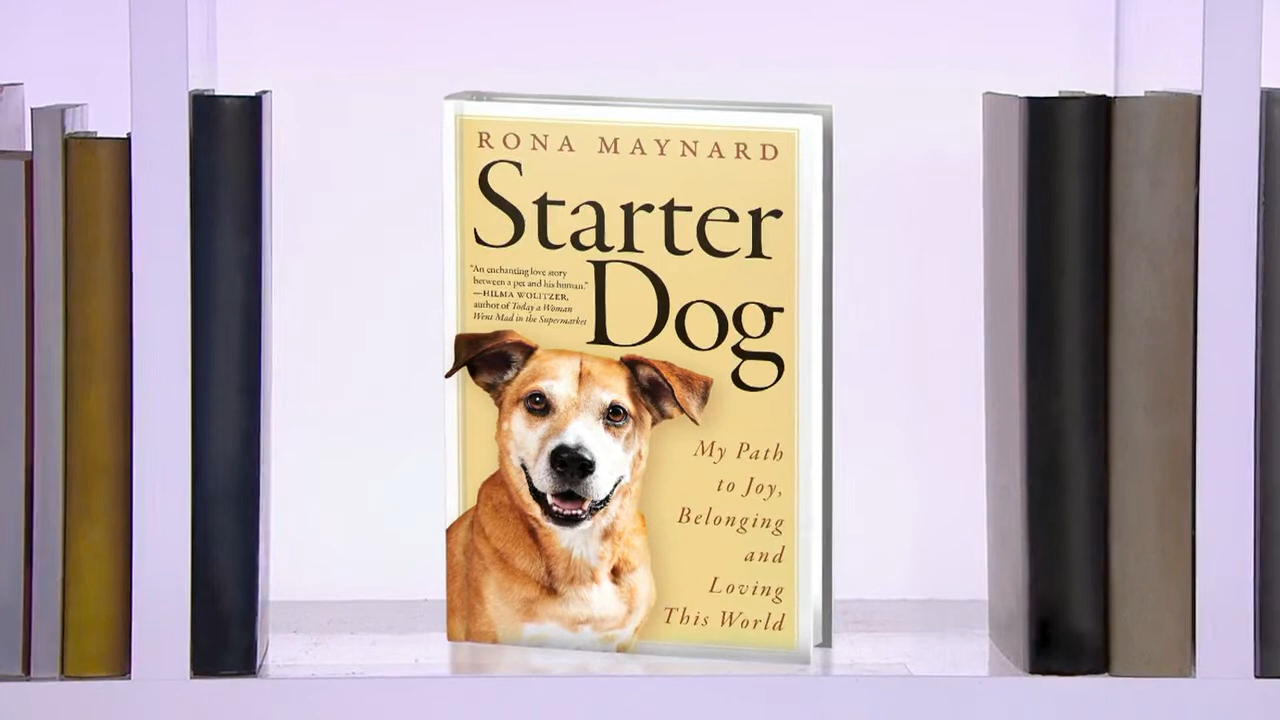 RONA MAYNARD
Starter
Dog
"An enchanting love story
between a pet and his human."
—HILMA WOLITZER,
author of Today a Woman
Went Mad in the Supermarket
My Path
to Joy,
Belonging
and
Loving
This World